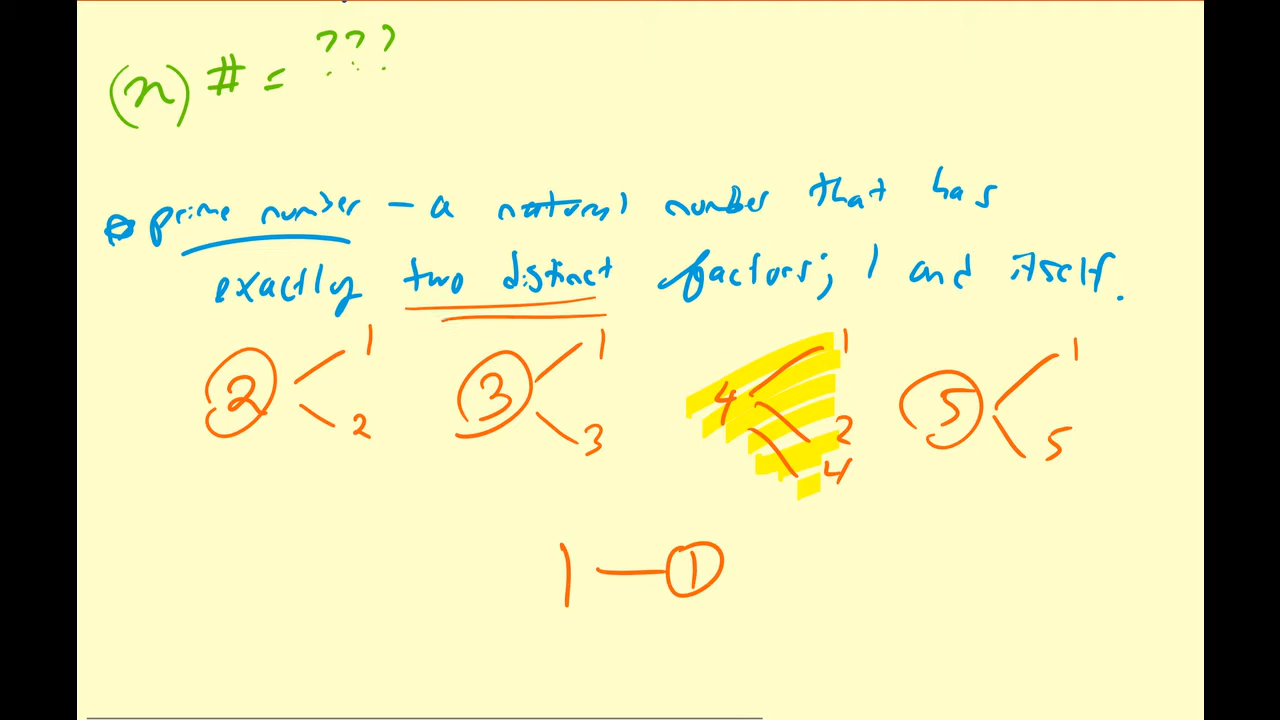 (n)# = ???
prime number – a natural number that has
exactly two distinct factors; 1 and itself.
2 1 2
3 1 3
4 1 2 4
5 1 5
1 — 1